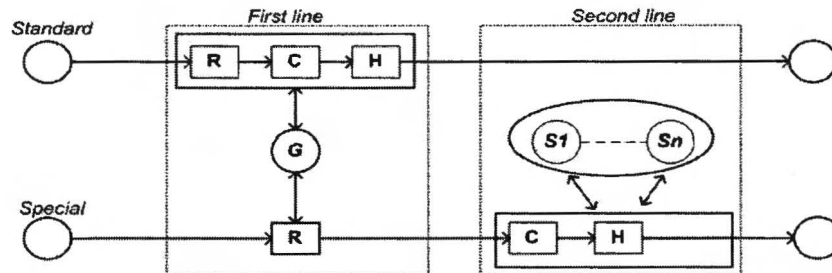 First line
Second line
Standard
R
C
H
G
S1
Sn
Special
R
C
H